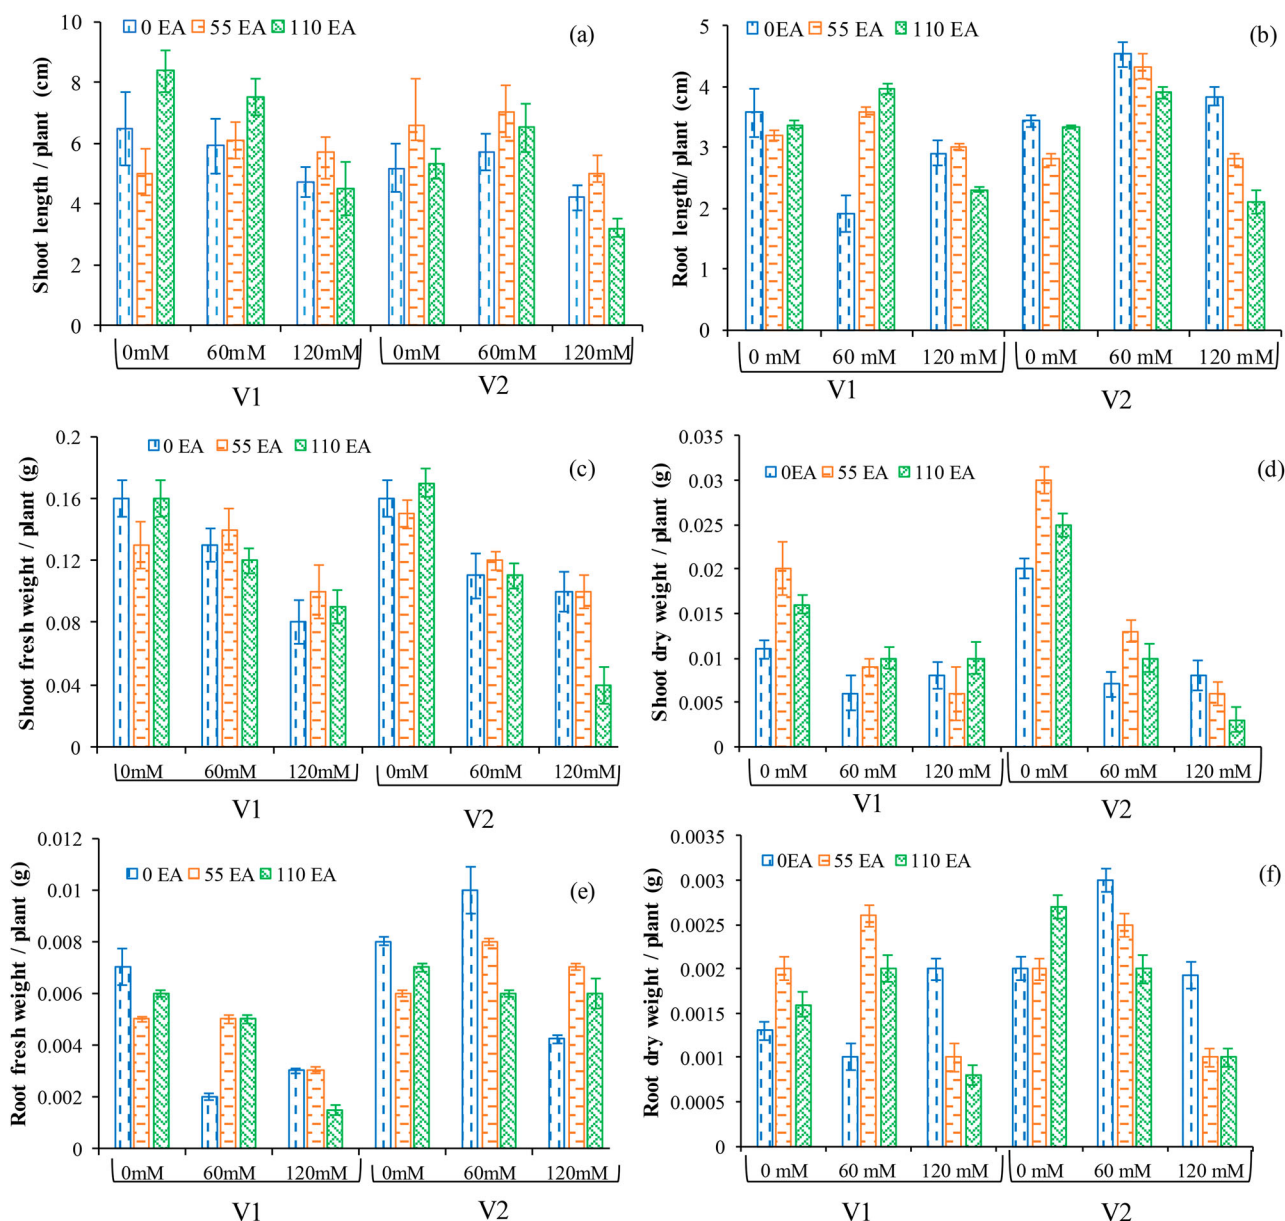 0 EA 55 EA 110 EA
(a)
Shoot length / plant (cm)
10
8
6
4
2
0
0mM 60mM 120mM 0mM 60mM 120mM
V1 V2
0EA 55 EA 110 EA
(b)
Root length/ plant (cm)
5
4
3
2
1
0
0 mM 60 mM 120 mM 0 mM 60 mM 120 mM
V1 V2
0 EA 55 EA 110 EA
(c)
Shoot fresh weight / plant (g)
0.2
0.16
0.12
0.08
0.04
0
0mM 60mM 120mM 0mM 60mM 120mM
V1 V2
0EA 55 EA 110 EA
(d)
Shoot dry weight / plant (g)
0.035
0.03
0.025
0.02
0.015
0.01
0.005
0
0 mM 60 mM 120 mM 0 mM 60 mM 120 mM
V1 V2
0 EA 55 EA 110 EA
(e)
Root fresh weight / plant (g)
0.012
0.01
0.008
0.006
0.004
0.002
0
0mM 60mM 120mM 0mM 60mM 120mM
V1 V2
0EA 55 EA 110 EA
(f)
Root dry weight / plant (g)
0.0035
0.003
0.0025
0.002
0.0015
0.001
0.0005
0
0 mM 60 mM 120 mM 0 mM 60 mM 120 mM
V1 V2